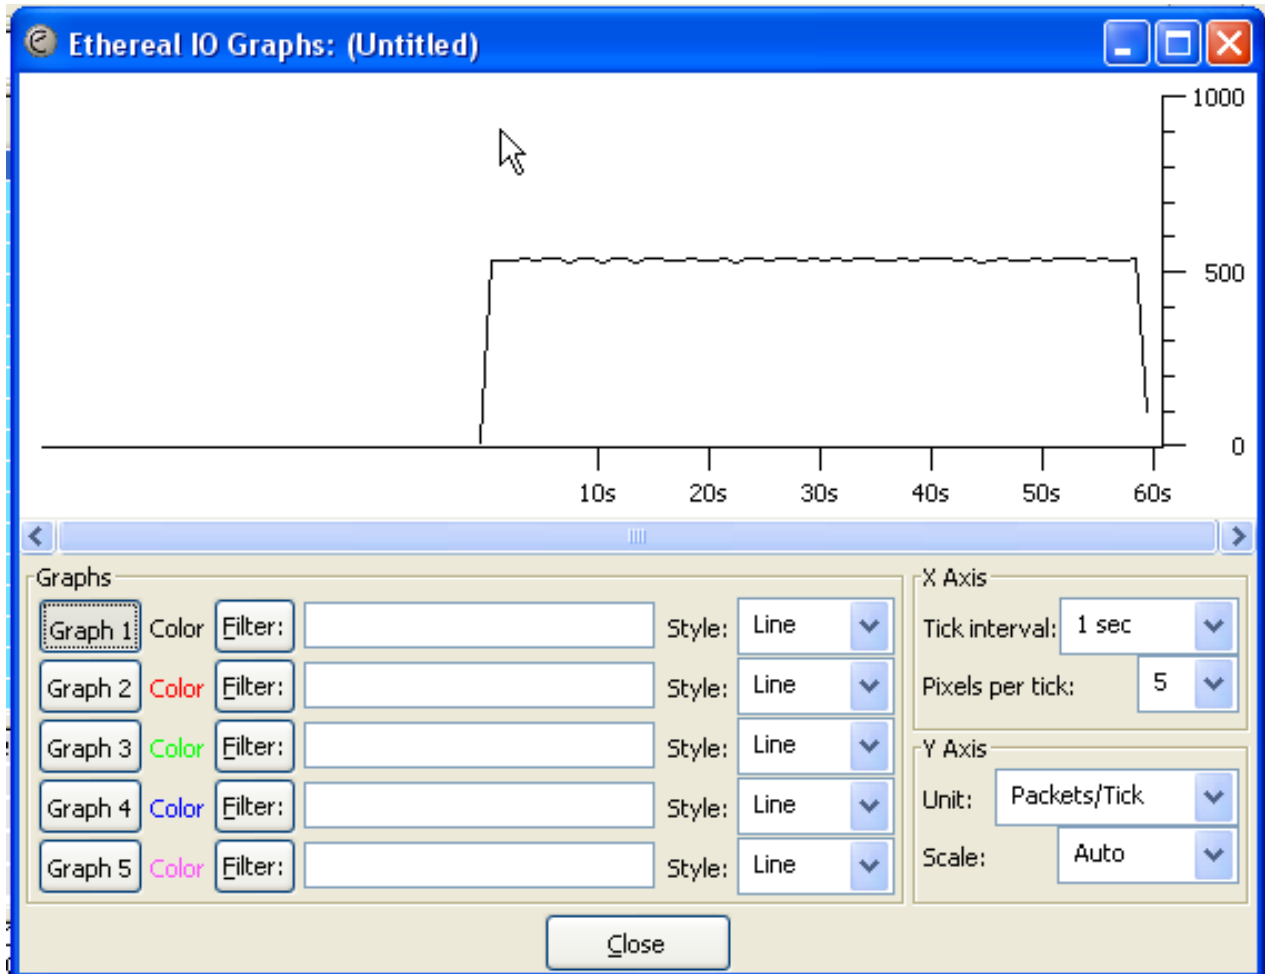 Ethereal IO Graphs: (Untitled)
1000
500
0
10s 20s 30s 40s 50s 60s
Graphs
Graph 1 Color Filter: Style: Line
Graph 2 Color Filter: Style: Line
Graph 3 Color Filter: Style: Line
Graph 4 Color Filter: Style: Line
Graph 5 Color Filter: Style: Line
X Axis
Tick interval: 1 sec
Pixels per tick: 5
Y Axis
Unit: Packets/Tick
Scale: Auto
Close